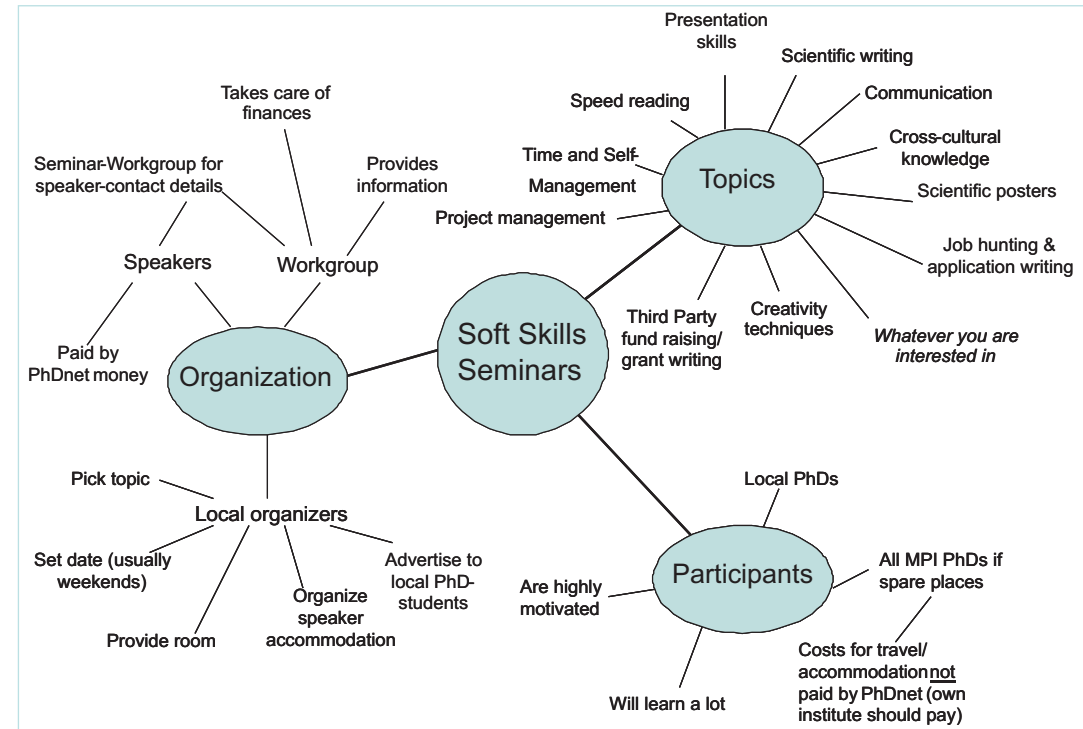 Presentation
skills
Scientific writing
Speed reading
Communication
Time and Self-
Management
Cross-cultural
knowledge
Topics
Scientific posters
Project management
Job hunting &
application writing
Third Party
fund raising/
grant writing
Creativity
techniques
Whatever you are
interested in
Takes care of
finances
Seminar-Workgroup for
speaker-contact details
Provides
information
Speakers
Workgroup
Paid by
PhDnet money
Organization
Soft Skills
Seminars
Pick topic
Local organizers
Set date (usually
weekends)
Provide room
Organize
speaker
accommodation
Advertise to
local PhD-
students
Local PhDs
Participants
All MPI PhDs if
spare places
Are highly
motivated
Will learn a lot
Costs for travel/
accommodation not
paid by PhDnet (own
institute should pay)